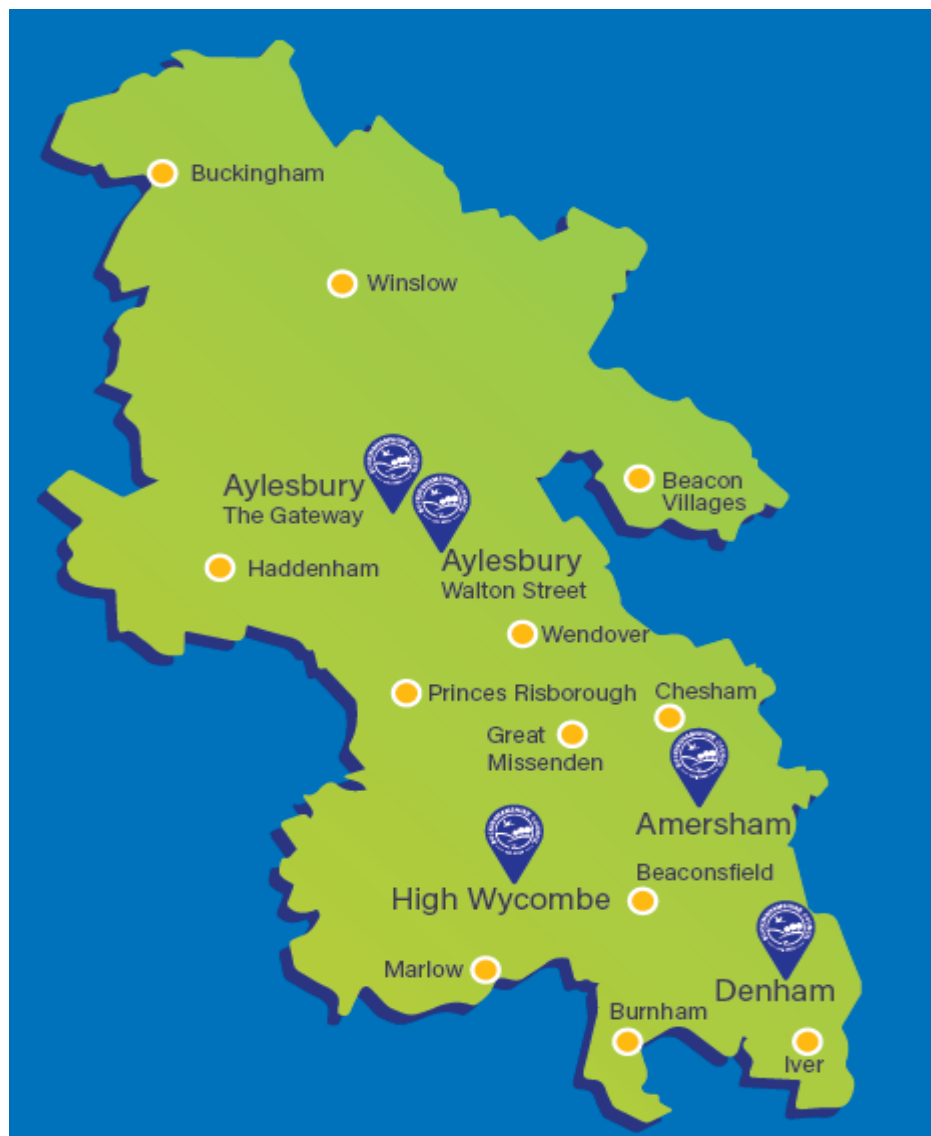 Buckingham
Winslow
Aylesbury
The Gateway
Beacon
Villages
Aylesbury
Walton Street
Haddenham
Wendover
Princes Risborough
Chesham
Great
Missenden
Amersham
Beaconsfield
High Wycombe
Marlow
Denham
Burnham
Iver